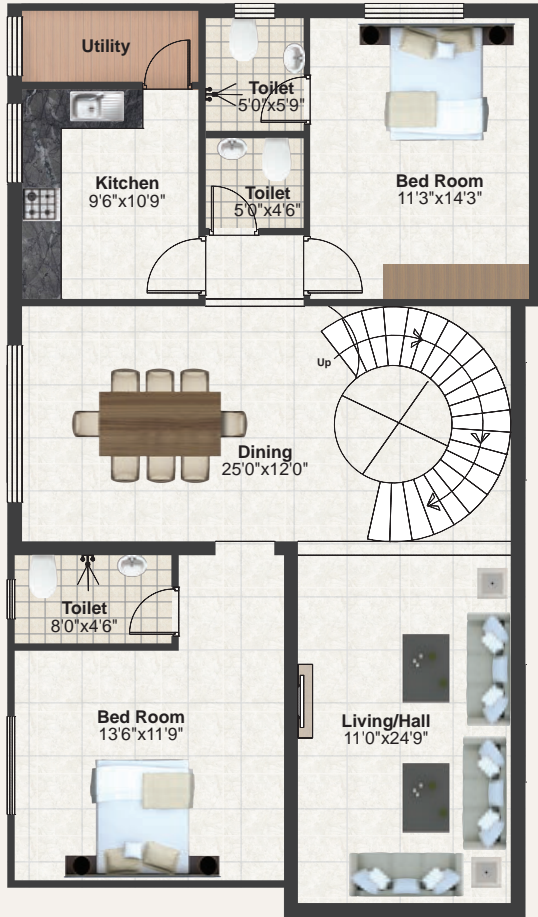 Utility
Toilet
5'0"x5'9"
Kitchen
9'6"x10'9"
Toilet
5'0"x4'6"
Bed Room
11'3"x14'3"
Up
Dining
25'0"x12'0"
Toilet
8'0"x4'6"
Bed Room
13'6"x11'9"
Living/Hall
11'0"x24'9"